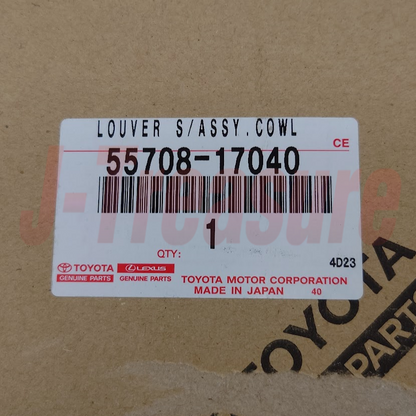 LOUVER S/ASSY.COWL
CE
55708-17040
J-Treasure
1
QTY:
4D23
TOYOTA LEXUS
GENUINE PARTS GENUINE PARTS
TOYOTA MOTOR CORPORATION
MADE IN JAPAN 40
TOYOTA
PARTS